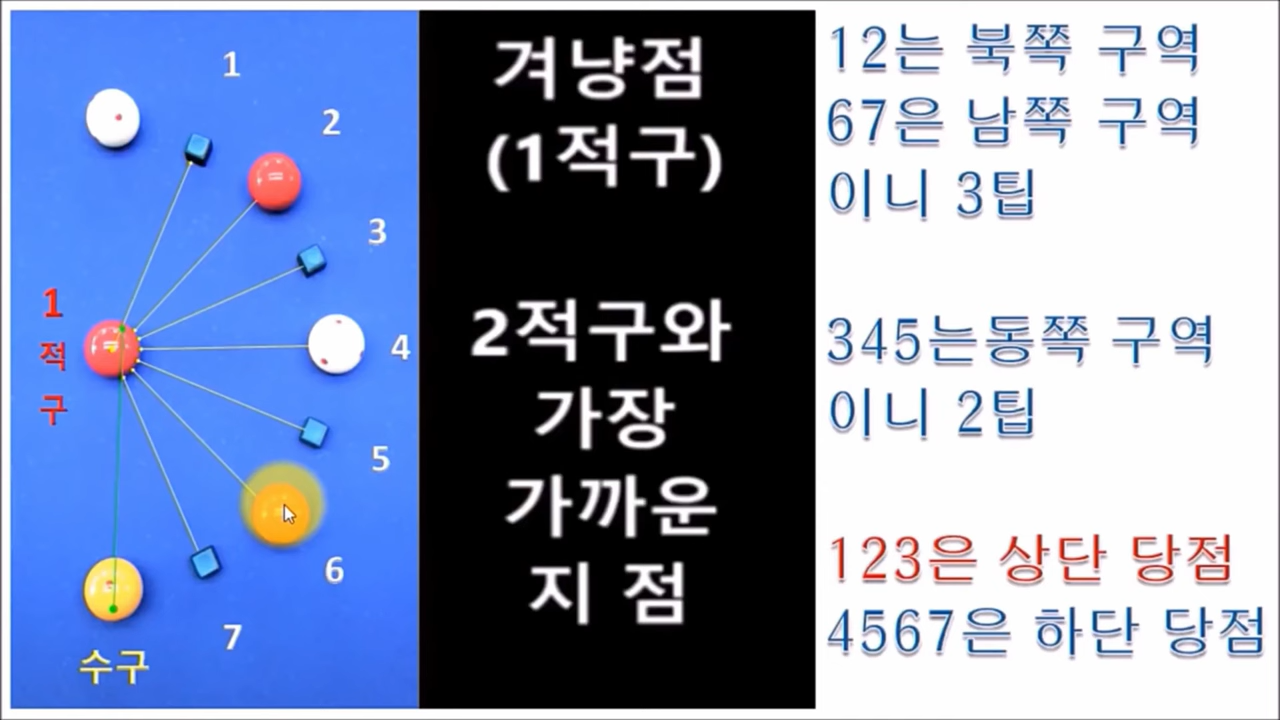 1
2
3
4
5
6
7
1
적
구
수구
겨냥점
(1적구)
2적구와
가장
가까운
지 점
12는 북쪽 구역
67은 남쪽 구역
이니 3팁
345는동쪽 구역
이니 2팁
123은 상단 당점
4567은 하단 당점